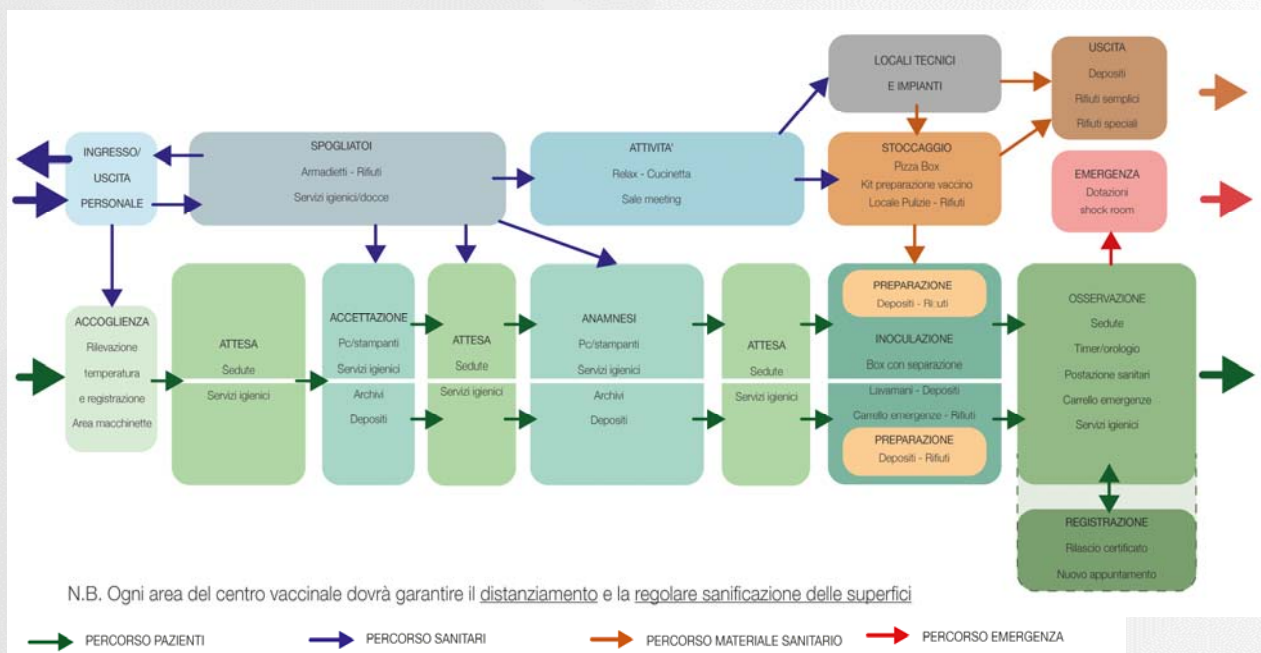 LOCALI TECNICI
E IMPIANTI
USCITA
Depositi
Rifiuti semplici
Rifiuti speciali
INGRESSO/
USCITA
PERSONALE
SPOGLIATOI
Armadietti - Rifiuti
Servizi igienici/docce
ATTIVITA'
Relax - Cucinetta
Sale meeting
STOCCAGGIO
Pizza Box
Kit preparazione vaccino
Locale Pulizie - Rifiuti
EMERGENZA
Dotazioni
shock room
ACCOGLIENZA
Rilevazione
temperatura
e registrazione
Area macchinette
ATTESA
Sedute
Servizi igienici
ACCETTAZIONE
Pc/stampanti
Servizi igienici
Archivi
Depositi
ATTESA
Sedute
Servizi igienici
ANAMNESI
Pc/stampanti
Servizi igienici
Archivi
Depositi
ATTESA
Sedute
Servizi igienici
PREPARAZIONE
Depositi - Ri::uti
INOCULAZIONE
Box con separazione
Lavamani - Depositi
Carrello emergenze - Rifiuti
PREPARAZIONE
Depositi - Rifiuti
OSSERVAZIONE
Sedute
Timer/orologio
Postazione sanitari
Carrello emergenze
Servizi igienici
REGISTRAZIONE
Rilascio certificato
Nuovo appuntamento
N.B. Ogni area del centro vaccinale dovrà garantire il distanziamento e la regolare sanificazione delle superfici
PERCORSO PAZIENTI
PERCORSO SANITARI
PERCORSO MATERIALE SANITARIO
PERCORSO EMERGENZA